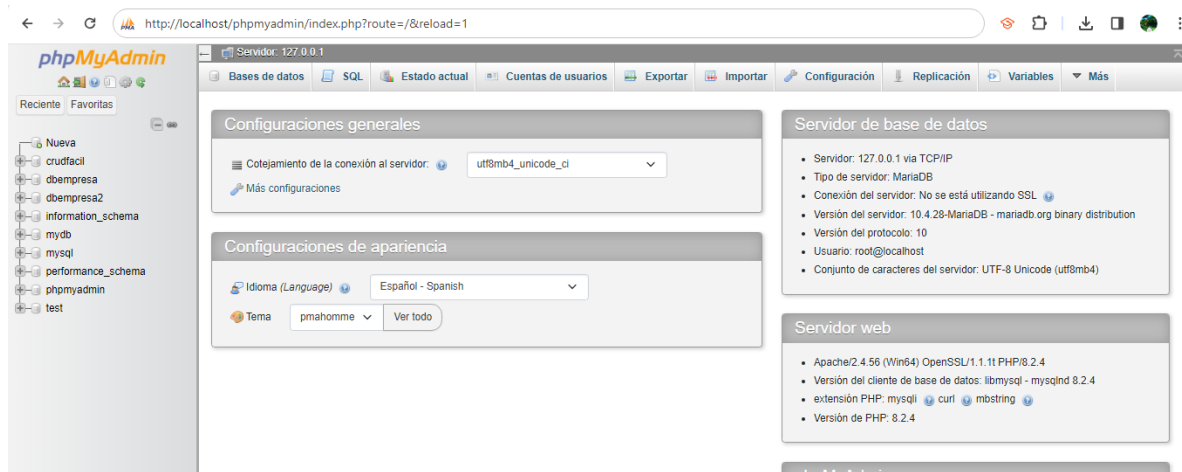 http://localhost/phpmyadmin/index.php?route=/&reload=1
phpMyAdmin
Reciente Favoritas
Nueva
crudfacil
dbempresa
dbempresa2
information_schema
mydb
mysql
performance_schema
phpmyadmin
test
Servidor: 127.0.0.1
Bases de datos SQL Estado actual Cuentas de usuarios Exportar Importar Configuración Replicación Variables Más
Configuraciones generales
Cotejamiento de la conexión al servidor: utf8mb4_unicode_ci
Más configuraciones
Configuraciones de apariencia
Idioma (Language) Español - Spanish
Tema pmahomme Ver todo
Servidor de base de datos
Servidor: 127.0.0.1 via TCP/IP
Tipo de servidor: MariaDB
Conexión del servidor: No se está utilizando SSL
Versión del servidor: 10.4.28-MariaDB - mariadb.org binary distribution
Versión del protocolo: 10
Usuario: root@localhost
Conjunto de caracteres del servidor: UTF-8 Unicode (utf8mb4)
Servidor web
Apache/2.4.56 (Win64) OpenSSL/1.1.1t PHP/8.2.4
Versión del cliente de base de datos: libmysql - mysqlnd 8.2.4
extensión PHP: mysqli curl mbstring
Versión de PHP: 8.2.4